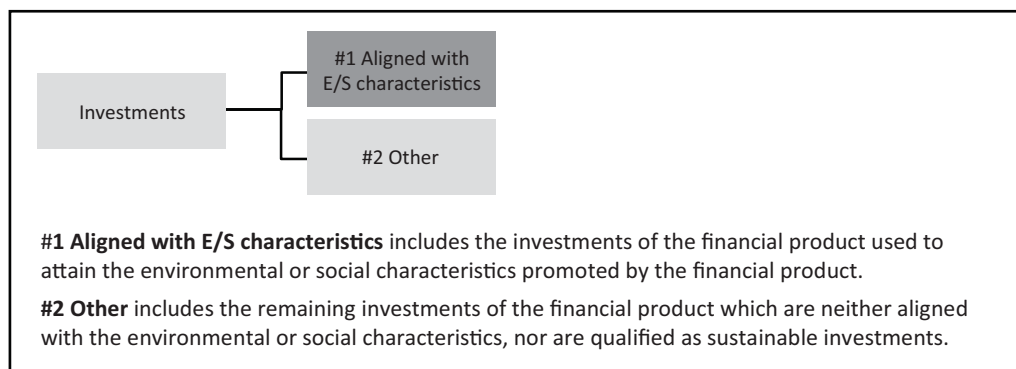 #1 Aligned with
E/S characteristics
Investments
#2 Other
#1 Aligned with E/S characteristics includes the investments of the financial product used to
attain the environmental or social characteristics promoted by the financial product.
#2 Other includes the remaining investments of the financial product which are neither aligned
with the environmental or social characteristics, nor are qualified as sustainable investments.